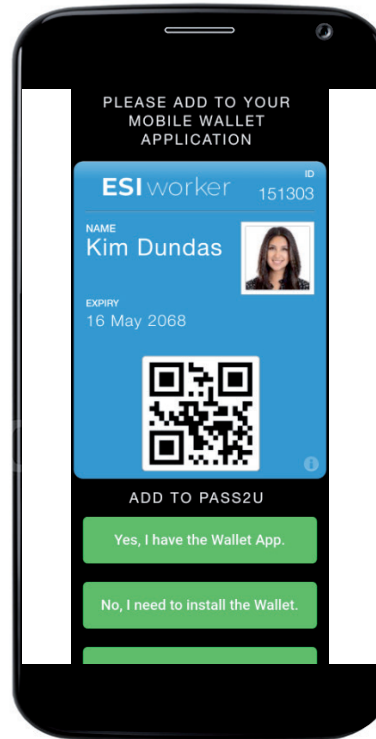 PLEASE ADD TO YOUR
MOBILE WALLET
APPLICATION
ESIworker
ID
151303
NAME
Kim Dundas
EXPIRY
16 May 2068
ADD TO PASS2U
Yes, I have the Wallet App.
No, I need to install the Wallet.